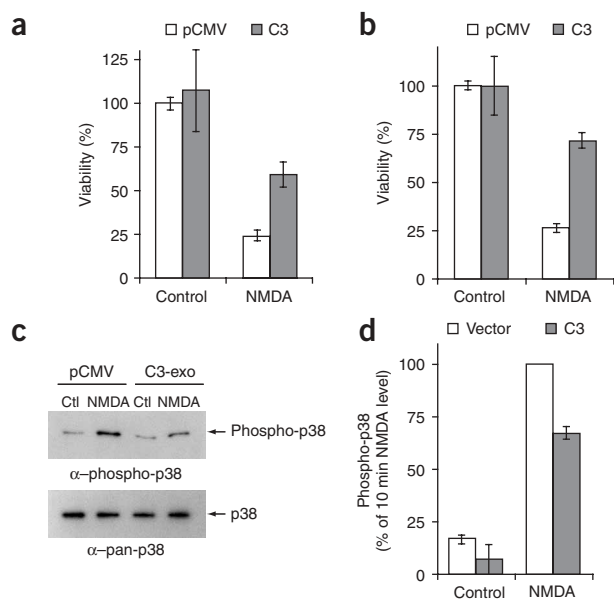 a
pCMV C3
125
100
75
50
25
0
Viability (%)
Control NMDA
b
pCMV C3
125
100
75
50
25
0
Viability (%)
Control NMDA
c
pCMV C3-exo
Ctl NMDA Ctl NMDA
Phospho-p38
α–phospho-p38
p38
α–pan-p38
d
Vector C3
100
75
50
25
0
Phospho-p38
(% of 10 min NMDA level)
Control NMDA